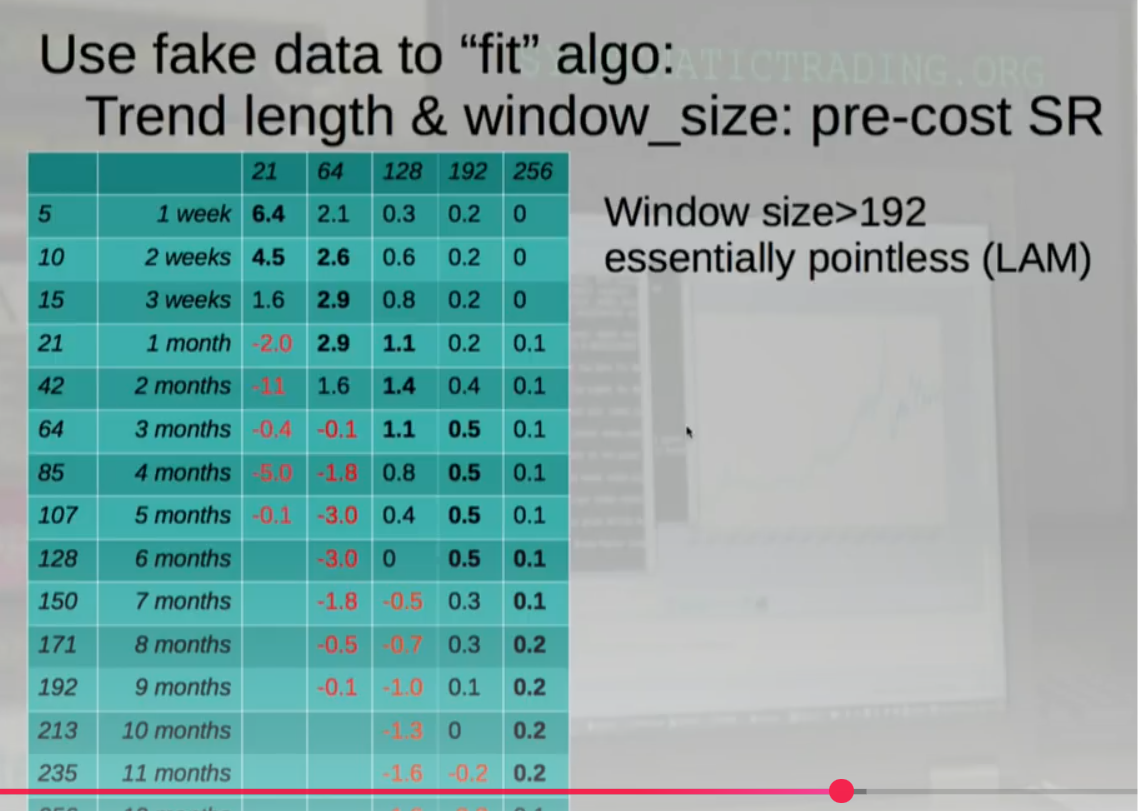 Use fake data to “fit” algo:
Trend length & window_size: pre-cost SR
21 64 128 192 256
5 1 week 6.4 2.1 0.3 0.2 0
10 2 weeks 4.5 2.6 0.6 0.2 0
15 3 weeks 1.6 2.9 0.8 0.2 0
21 1 month -2.0 2.9 1.1 0.2 0.1
42 2 months -11 1.6 1.4 0.4 0.1
64 3 months -0.4 -0.1 1.1 0.5 0.1
85 4 months -5.0 -1.8 0.8 0.5 0.1
107 5 months -0.1 -3.0 0.4 0.5 0.1
128 6 months -3.0 0 0.5 0.1
150 7 months -1.8 -0.5 0.3 0.1
171 8 months -0.5 -0.7 0.3 0.2
192 9 months -0.1 -1.0 0.1 0.2
213 10 months -1.3 0 0.2
235 11 months -1.6 -0.2 0.2
Window size>192
essentially pointless (LAM)